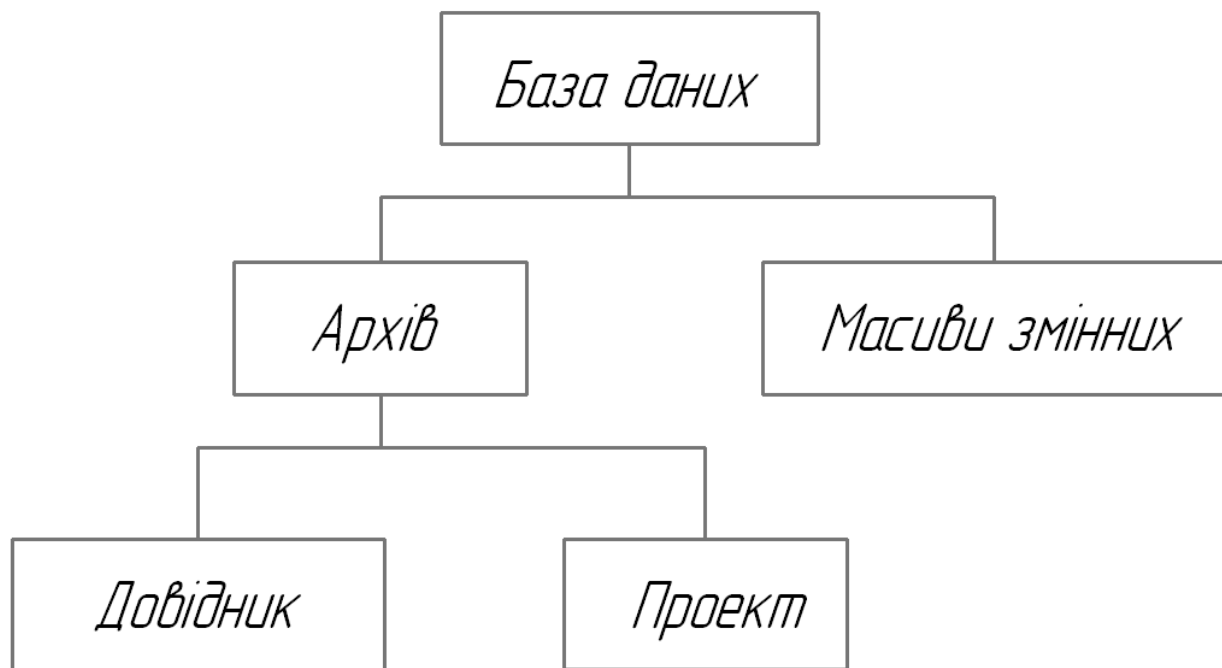 База даних
Архів
Масиви змінних
Довідник
Проект